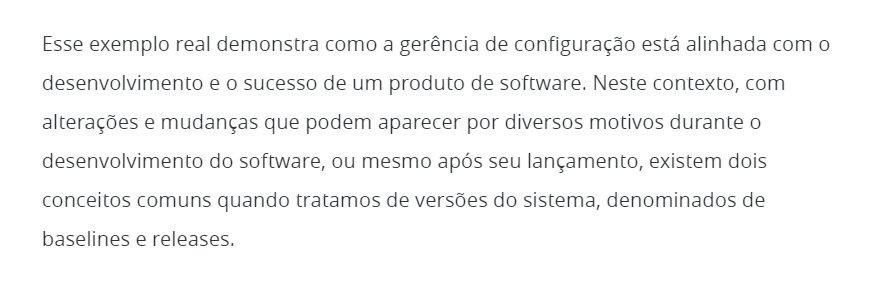 Esse exemplo real demonstra como a gerência de configuração está alinhada com o
desenvolvimento e o sucesso de um produto de software. Neste contexto, com
alterações e mudanças que podem aparecer por diversos motivos durante o
desenvolvimento do software, ou mesmo após seu lançamento, existem dois
conceitos comuns quando tratamos de versões do sistema, denominados de
baselines e releases.